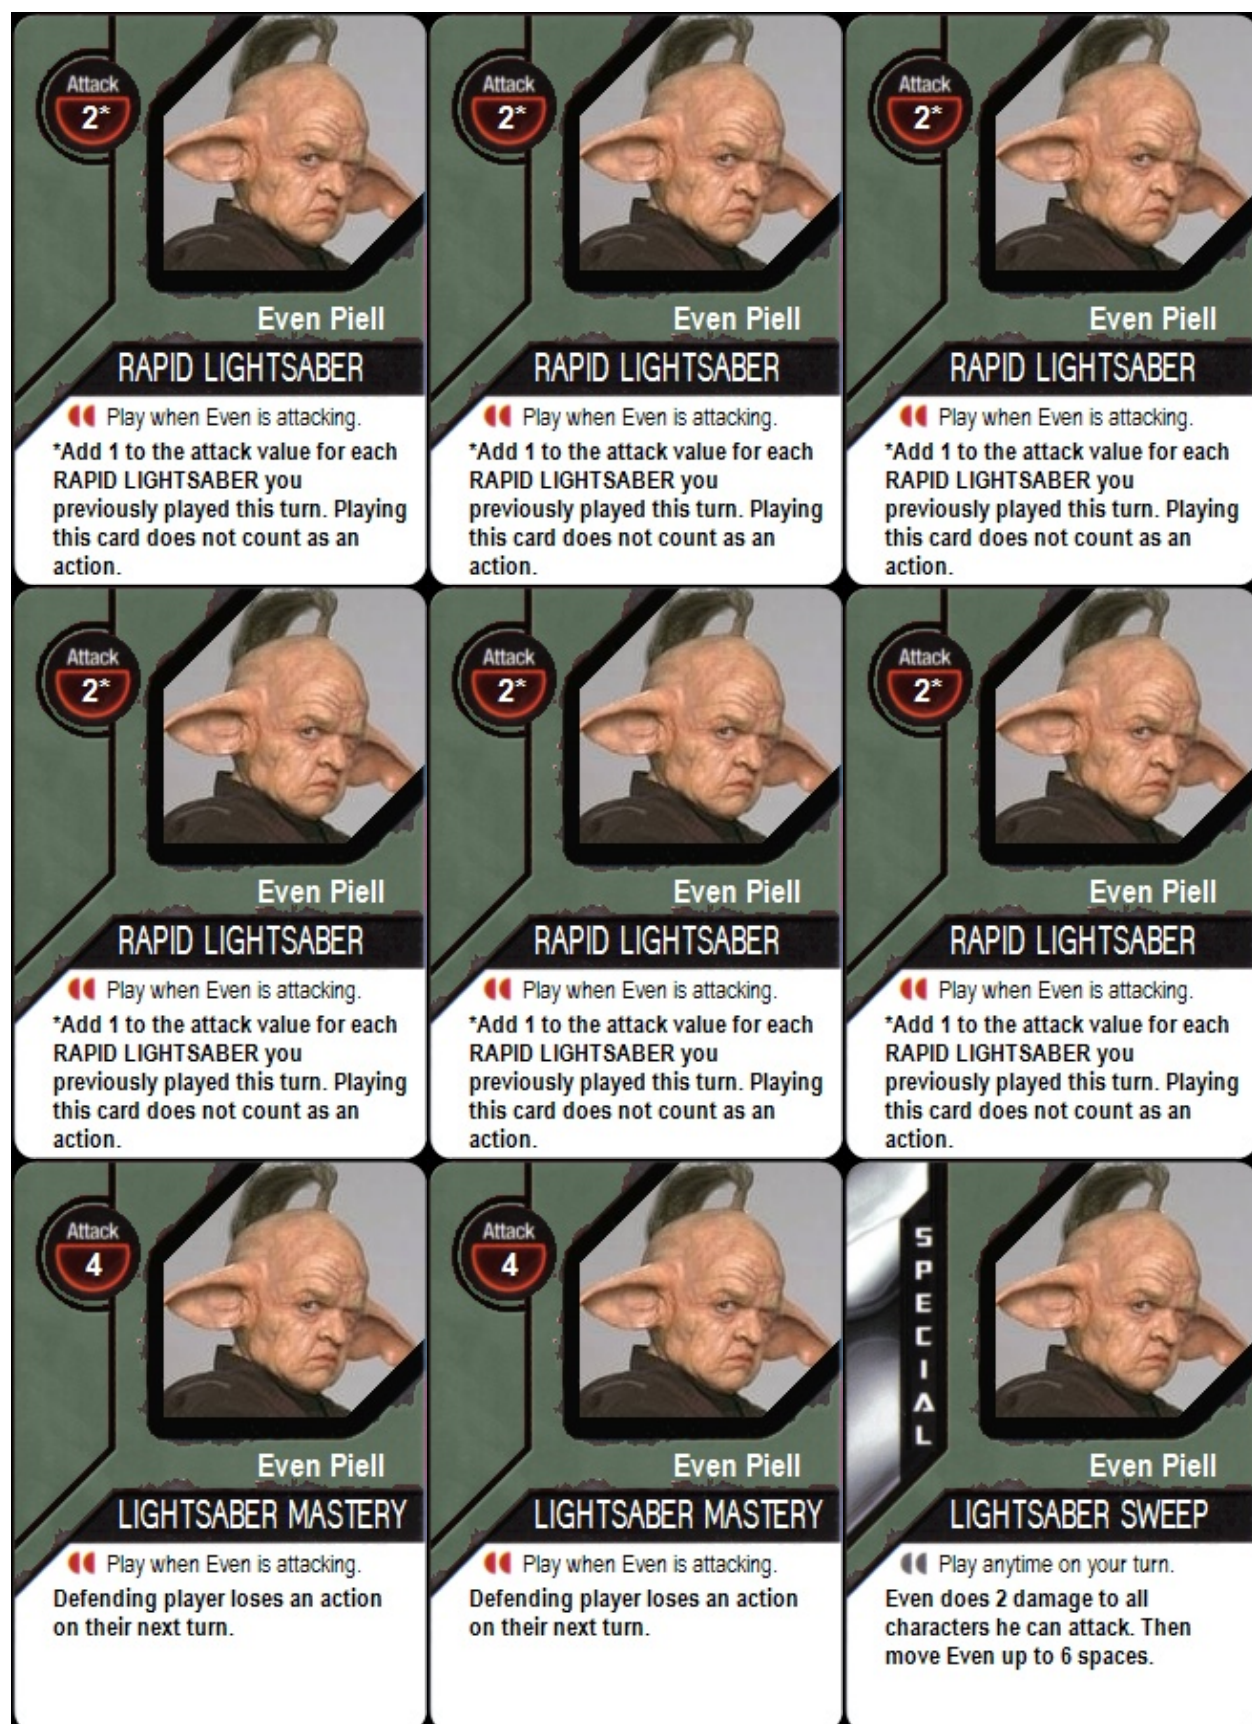 Attack
2*
Even Piell
RAPID LIGHTSABER
Play when Even is attacking.
*Add 1 to the attack value for each
RAPID LIGHTSABER you
previously played this turn. Playing
this card does not count as an
action.
Attack
2*
Even Piell
RAPID LIGHTSABER
Play when Even is attacking.
*Add 1 to the attack value for each
RAPID LIGHTSABER you
previously played this turn. Playing
this card does not count as an
action.
Attack
2*
Even Piell
RAPID LIGHTSABER
Play when Even is attacking.
*Add 1 to the attack value for each
RAPID LIGHTSABER you
previously played this turn. Playing
this card does not count as an
action.
Attack
2*
Even Piell
RAPID LIGHTSABER
Play when Even is attacking.
*Add 1 to the attack value for each
RAPID LIGHTSABER you
previously played this turn. Playing
this card does not count as an
action.
Attack
2*
Even Piell
RAPID LIGHTSABER
Play when Even is attacking.
*Add 1 to the attack value for each
RAPID LIGHTSABER you
previously played this turn. Playing
this card does not count as an
action.
Attack
2*
Even Piell
RAPID LIGHTSABER
Play when Even is attacking.
*Add 1 to the attack value for each
RAPID LIGHTSABER you
previously played this turn. Playing
this card does not count as an
action.
Attack
4
Even Piell
LIGHTSABER MASTERY
Play when Even is attacking.
Defending player loses an action
on their next turn.
Attack
4
Even Piell
LIGHTSABER MASTERY
Play when Even is attacking.
Defending player loses an action
on their next turn.
SPECIAL
Even Piell
LIGHTSABER SWEEP
Play anytime on your turn.
Even does 2 damage to all
characters he can attack. Then
move Even up to 6 spaces.